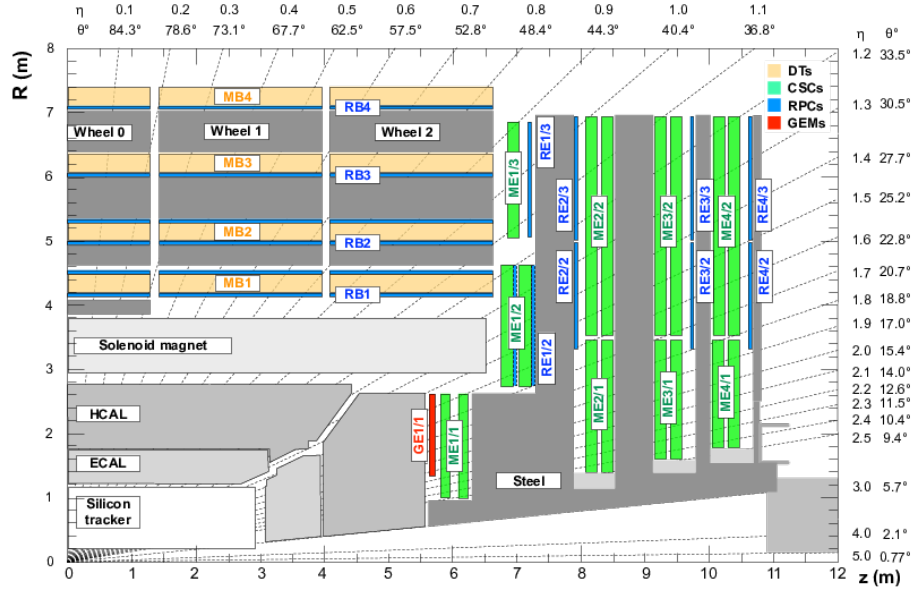 η 0.1 0.2 0.3 0.4 0.5 0.6 0.7 0.8 0.9 1.0 1.1
θ° 84.3° 78.6° 73.1° 67.7° 62.5° 57.5° 52.8° 48.4° 44.3° 40.4° 36.8° η θ°
R (m)
8
7
6
5
4
3
2
1
0
1.2 33.5°
1.3 30.5°
1.4 27.7°
1.5 25.2°
1.6 22.8°
1.7 20.7°
1.8 18.8°
1.9 17.0°
2.0 15.4°
2.1 14.0°
2.2 12.6°
2.3 11.5°
2.4 10.4°
2.5 9.4°
3.0 5.7°
4.0 2.1°
5.0 0.77°
DTs
CSCs
RPCs
GEMs
MB4
RB4
Wheel 0 Wheel 1 Wheel 2
MB3
RB3
MB2
RB2
MB1
RB1
ME1/3
RE1/3
RE2/3
ME2/2
ME3/2
RE3/3
ME4/2
RE4/3
RE2/2
RE3/2
RE4/2
ME1/2
RE1/2
Solenoid magnet
HCAL
ECAL
Silicon
tracker
GE1/1
ME1/1
ME2/1
ME3/1
ME4/1
Steel
0 1 2 3 4 5 6 7 8 9 10 11 12
z (m)